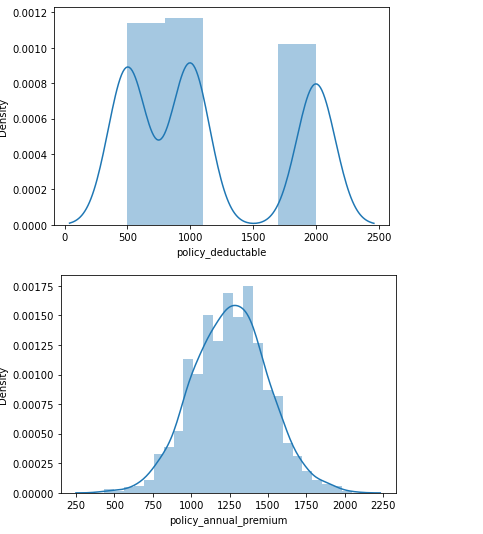 0.0012
0.0010
0.0008
0.0006
0.0004
0.0002
0.0000
Density
0 500 1000 1500 2000 2500
policy_deductable
0.00175
0.00150
0.00125
0.00100
0.00075
0.00050
0.00025
0.00000
Density
250 500 750 1000 1250 1500 1750 2000 2250
policy_annual_premium